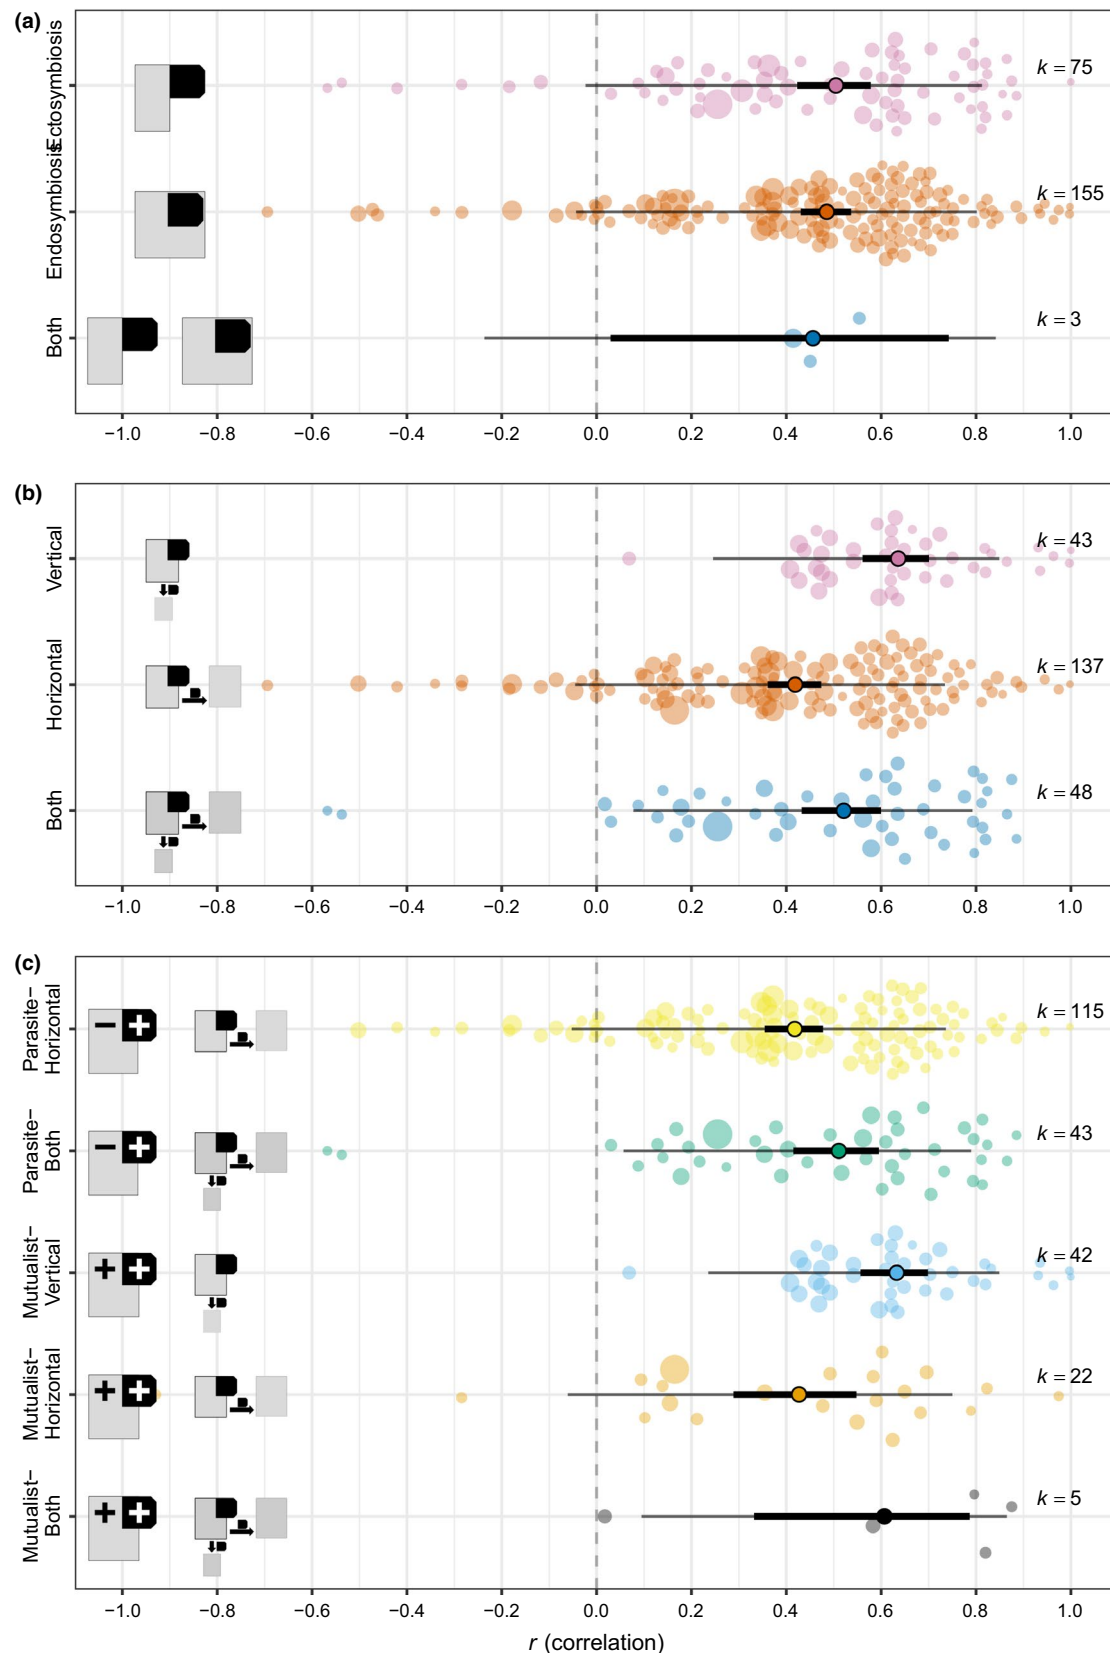 (a)
Ectosymbiosis
k = 75
Endosymbiosis
k = 155
Both
k = 3
−1.0 −0.8 −0.6 −0.4 −0.2 0.0 0.2 0.4 0.6 0.8 1.0
(b)
Vertical
k = 43
Horizontal
k = 137
Both
k = 48
−1.0 −0.8 −0.6 −0.4 −0.2 0.0 0.2 0.4 0.6 0.8 1.0
(c)
Parasite−
Horizontal
− +
k = 115
Parasite−
Both
− +
k = 43
Mutualist−
Vertical
+ +
k = 42
Mutualist−
Horizontal
+ +
k = 22
Mutualist−
Both
+ +
k = 5
−1.0 −0.8 −0.6 −0.4 −0.2 0.0 0.2 0.4 0.6 0.8 1.0
r (correlation)